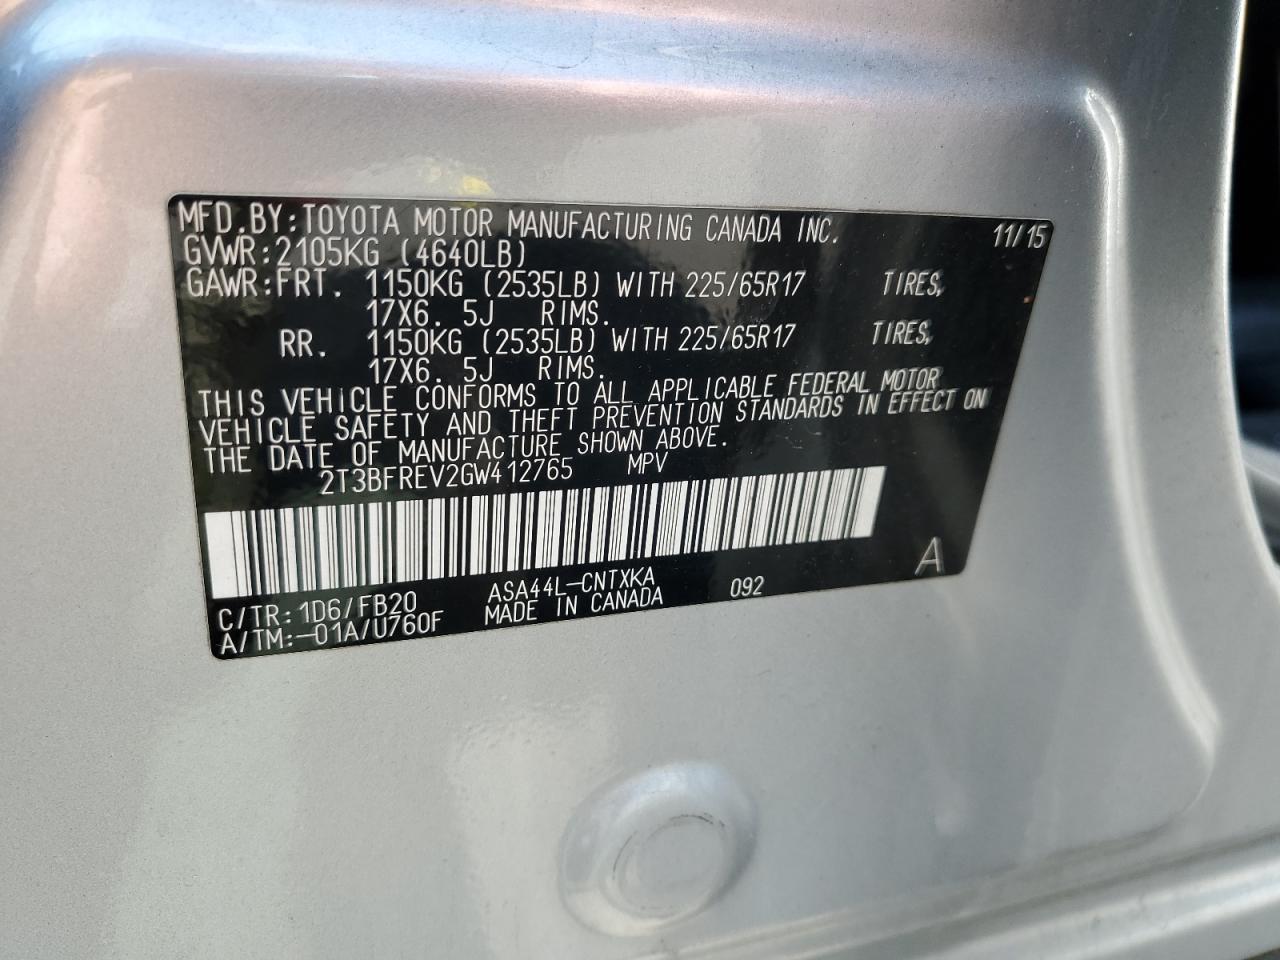 MFD.BY:TOYOTA MOTOR MANUFACTURING CANADA INC. 11/15
GVWR:2105KG (4640LB)
GAWR:FRT. 1150KG (2535LB) WITH 225/65R17 TIRES,
17X6. 5J RIMS.
RR. 1150KG (2535LB) WITH 225/65R17 TIRES,
17X6. 5J RIMS.
THIS VEHICLE CONFORMS TO ALL APPLICABLE FEDERAL MOTOR
VEHICLE SAFETY AND THEFT PREVENTION STANDARDS IN EFFECT ON
THE DATE OF MANUFACTURE SHOWN ABOVE.
2T3BFREV2GW412765 MPV
C/TR:1D6/FB20 ASA44L-CNTXKA 092 A
A/TM:-01A/U760F MADE IN CANADA